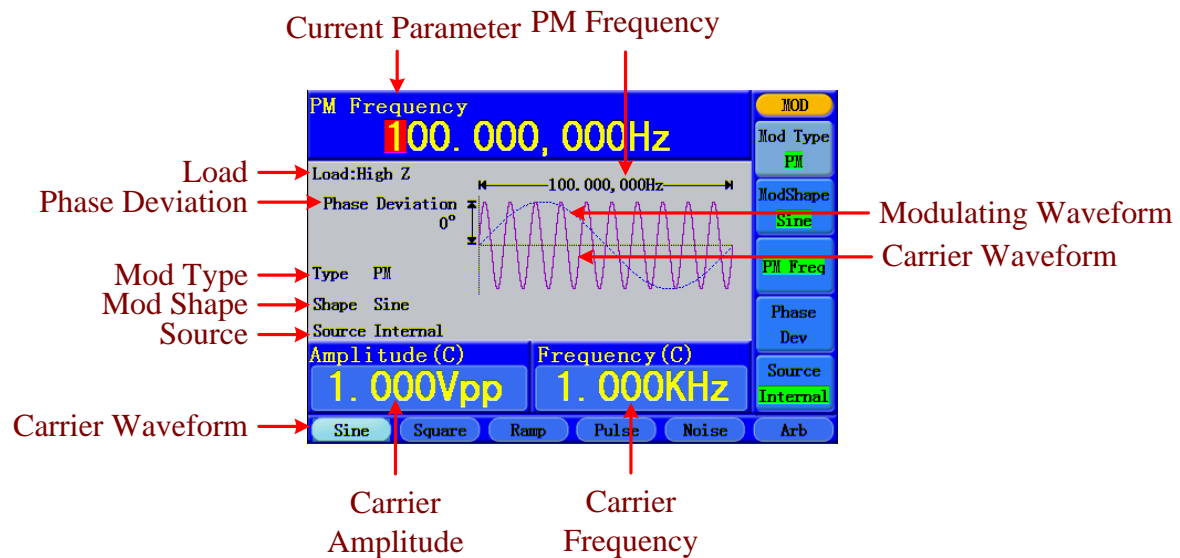 Current Parameter PM Frequency
PM Frequency
100.000,000Hz
MOD
Mod Type
PM
ModShape
Sine
PM Freq
Phase
Dev
Source
Internal
Load
Load:High Z
100.000,000Hz
Phase Deviation
Phase Deviation
0°
Modulating Waveform
Carrier Waveform
Mod Type
Type PM
Mod Shape
Shape Sine
Source
Source Internal
Amplitude(C)
1.000Vpp
Frequency(C)
1.000KHz
Carrier Waveform
Sine Square Ramp Pulse Noise Arb
Carrier
Amplitude
Carrier
Frequency